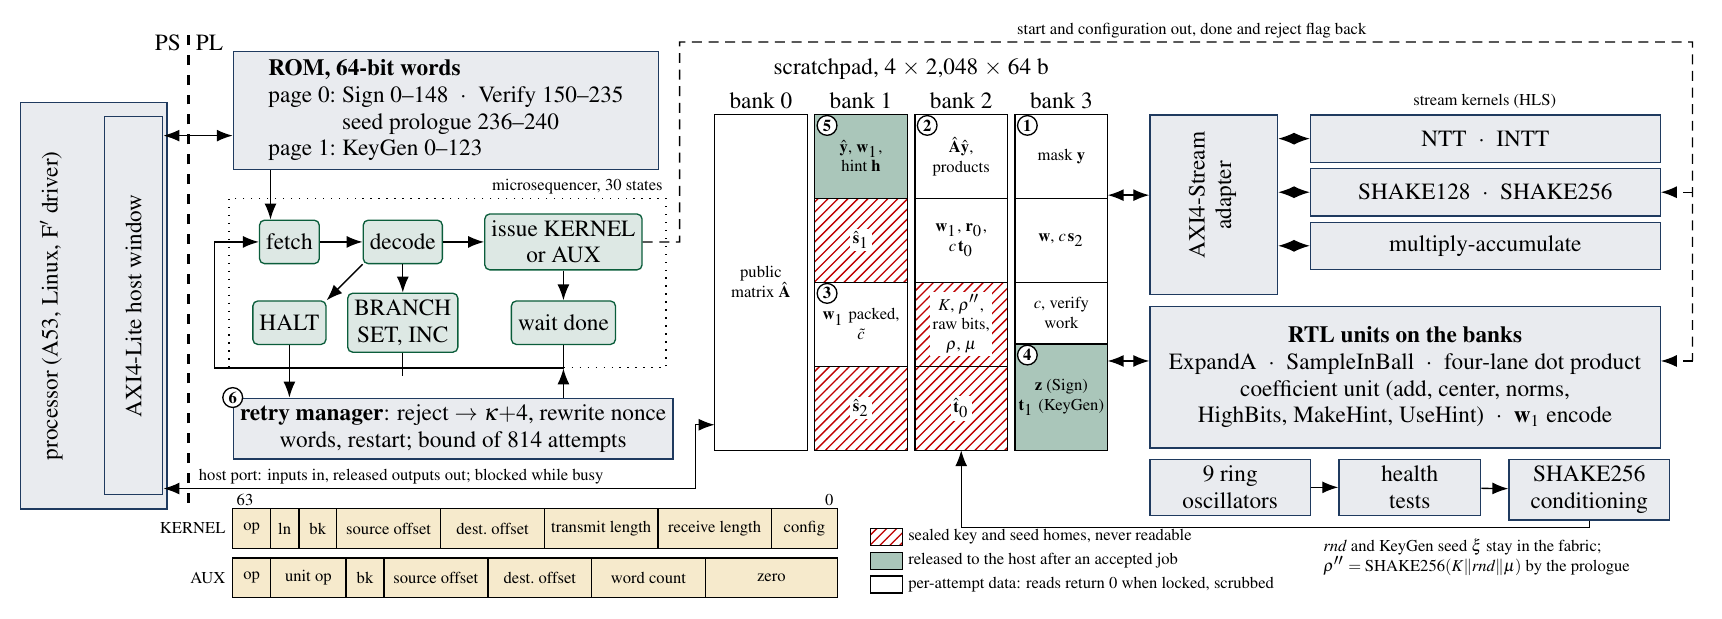 start and configuration out, done and reject flag back
PS
PL
processor (A53, Linux, F′ driver)
AXI4-Lite host window
ROM, 64-bit words
page 0: Sign 0–148 · Verify 150–235
seed prologue 236–240
page 1: KeyGen 0–123
microsequencer, 30 states
fetch
decode
issue KERNEL
or AUX
HALT
BRANCH
SET, INC
wait done
6
retry manager: reject → κ+4, rewrite nonce
words, restart; bound of 814 attempts
host port: inputs in, released outputs out; blocked while busy
scratchpad, 4 × 2,048 × 64 b
bank 0
bank 1
bank 2
bank 3
public
matrix Â
5
ŷ, w₁,
hint h
ŝ₁
3
w₁ packed,
c̃
ŝ₂
2
Âŷ,
products
w₁, r₀,
ct₀
K, ρ″,
raw bits,
ρ, μ
t̂₀
1
mask y
w, cs₂
c, verify
work
4
z (Sign)
t₁ (KeyGen)
AXI4-Stream
adapter
stream kernels (HLS)
NTT · INTT
SHAKE128 · SHAKE256
multiply-accumulate
RTL units on the banks
ExpandA · SampleInBall · four-lane dot product
coefficient unit (add, center, norms,
HighBits, MakeHint, UseHint) · w₁ encode
9 ring
oscillators
health
tests
SHAKE256
conditioning
rnd and KeyGen seed ξ stay in the fabric;
ρ″ = SHAKE256(K‖rnd‖μ) by the prologue
63
0
KERNEL
op
ln
bk
source offset
dest. offset
transmit length
receive length
config
AUX
op
unit op
bk
source offset
dest. offset
word count
zero
sealed key and seed homes, never readable
released to the host after an accepted job
per-attempt data: reads return 0 when locked, scrubbed